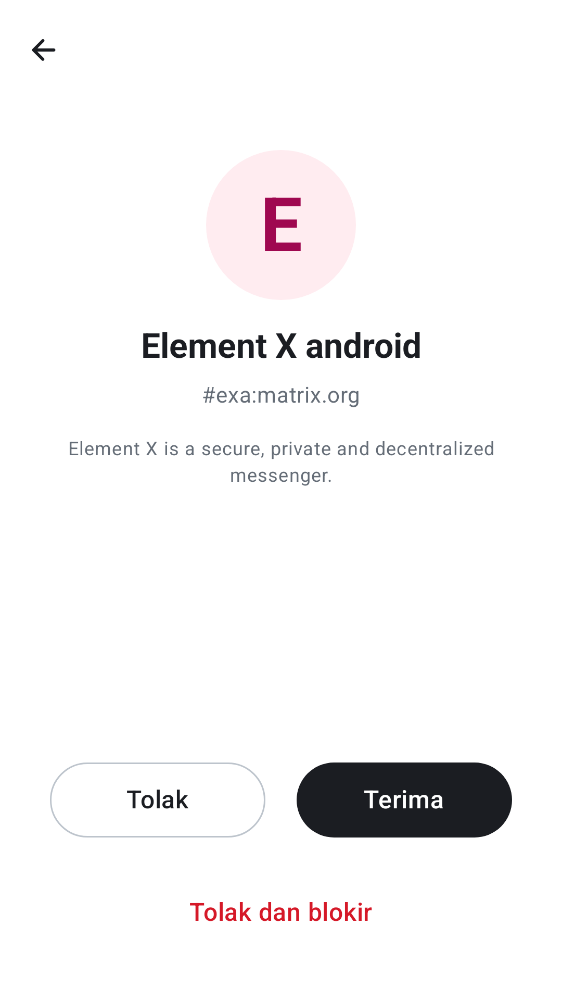 E
Element X android
#exa:matrix.org
Element X is a secure, private and decentralized
messenger.
Tolak
Terima
Tolak dan blokir